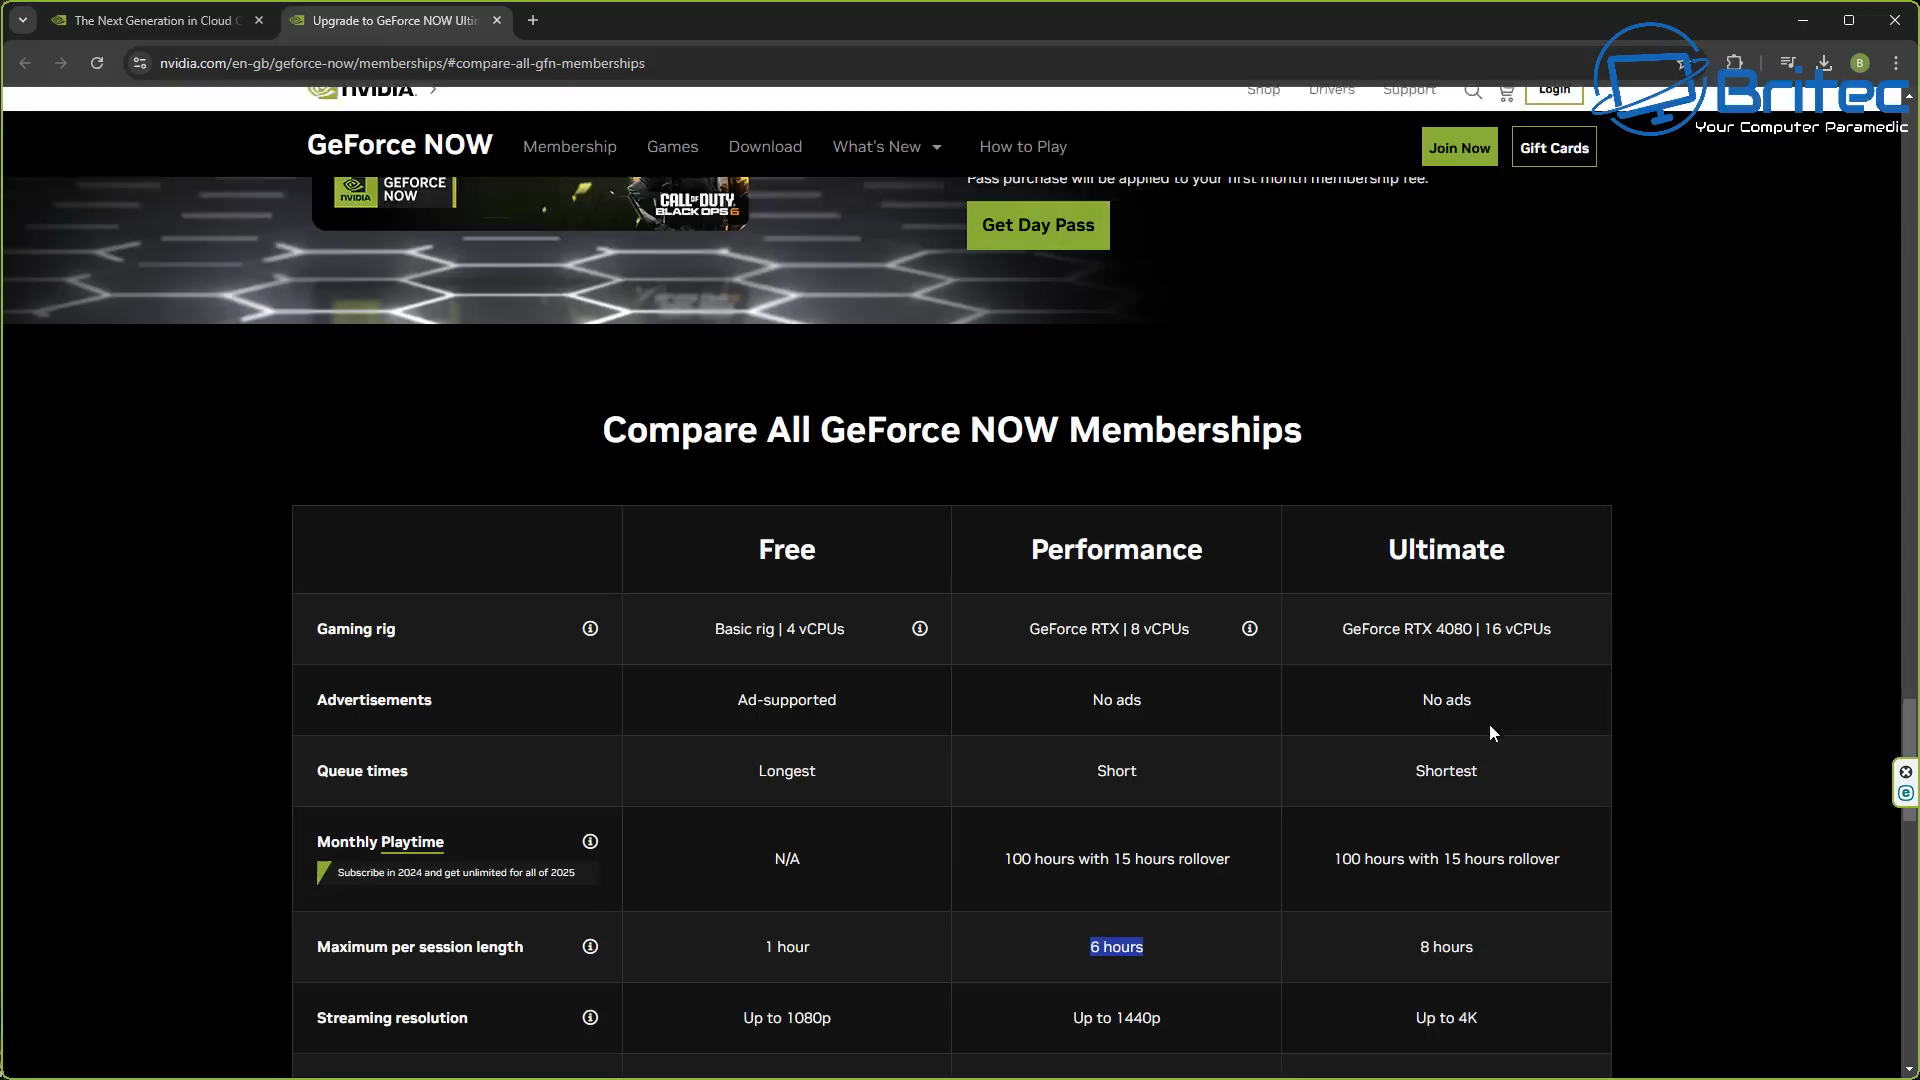 The Next Generation in Cloud G
Upgrade to GeForce NOW Ultim
nvidia.com/en-gb/geforce-now/memberships/#compare-all-gfn-memberships
B
Britec
Your Computer Paramedic
NVIDIA.
Shop
Drivers
Support
Login
GeForce NOW
Membership
Games
Download
What's New
How to Play
Join Now
Gift Cards
NVIDIA
GEFORCE
NOW
CALL OF DUTY
BLACK OPS 6
Pass purchase will be applied to your first month membership fee.
Get Day Pass
Compare All GeForce NOW Memberships
Free
Performance
Ultimate
Gaming rig
Basic rig | 4 vCPUs
GeForce RTX | 8 vCPUs
GeForce RTX 4080 | 16 vCPUs
Advertisements
Ad-supported
No ads
No ads
Queue times
Longest
Short
Shortest
Monthly Playtime
Subscribe in 2024 and get unlimited for all of 2025
N/A
100 hours with 15 hours rollover
100 hours with 15 hours rollover
Maximum per session length
1 hour
6 hours
8 hours
Streaming resolution
Up to 1080p
Up to 1440p
Up to 4K